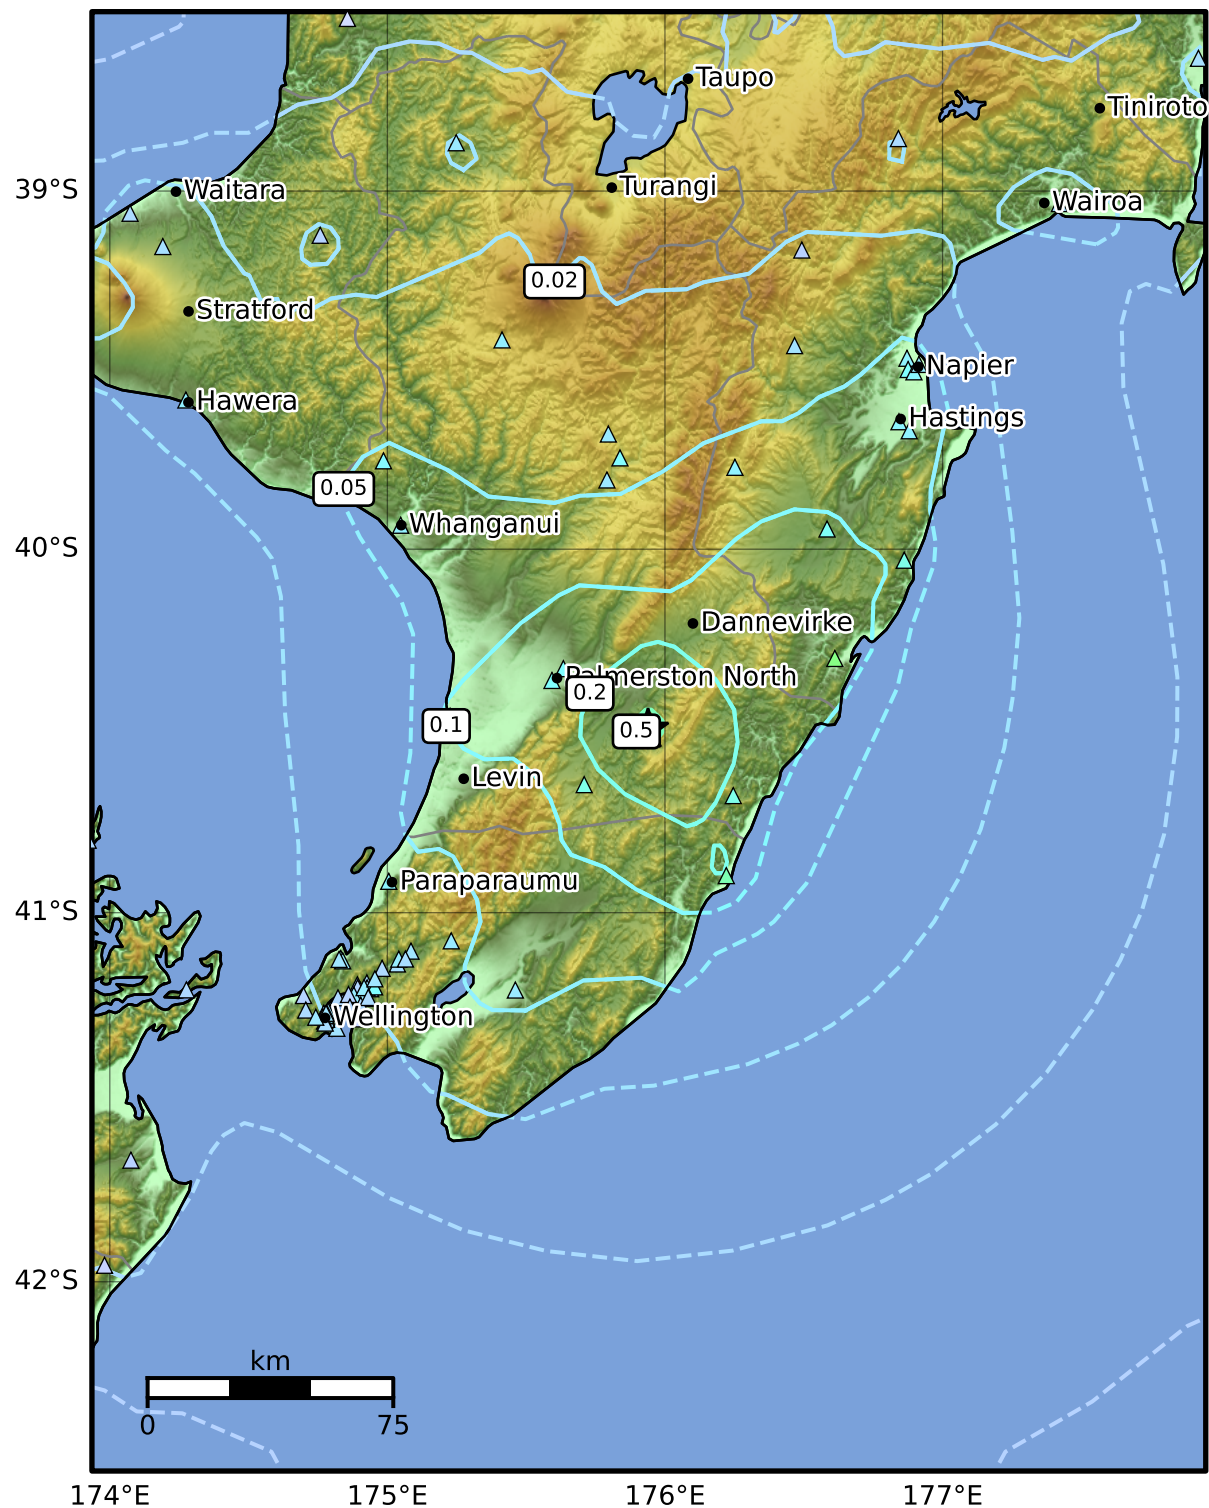 Taupo
Tiniroto
39°S
Waitara
Turangi
Wairoa
0.02
Stratford
Napier
Hawera
Hastings
0.05
Whanganui
40°S
Dannevirke
Palmerston North
0.2
0.1
0.5
Levin
Paraparaumu
41°S
Wellington
42°S
km
0
75
174°E
175°E
176°E
177°E